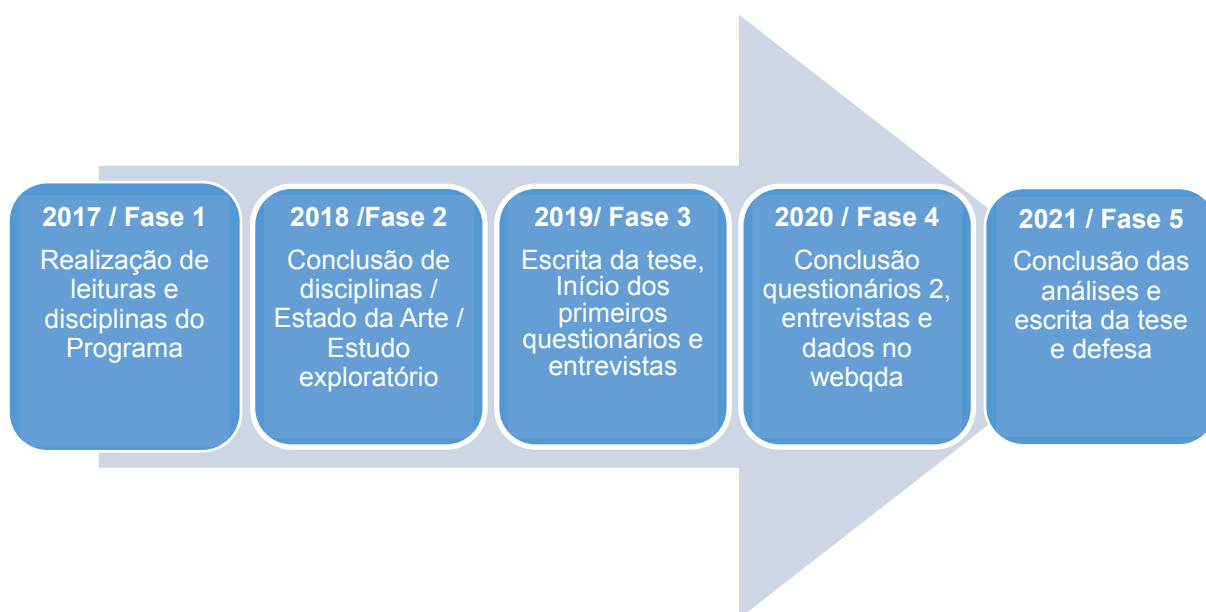 2017 / Fase 1
Realização de
leituras e
disciplinas do
Programa
2018 /Fase 2
Conclusão de
disciplinas /
Estado da Arte /
Estudo
exploratório
2019/ Fase 3
Escrita da tese,
Início dos
primeiros
questionários e
entrevistas
2020 / Fase 4
Conclusão
questionários 2,
entrevistas e
dados no
webqda
2021 / Fase 5
Conclusão das
análises e
escrita da tese
e defesa